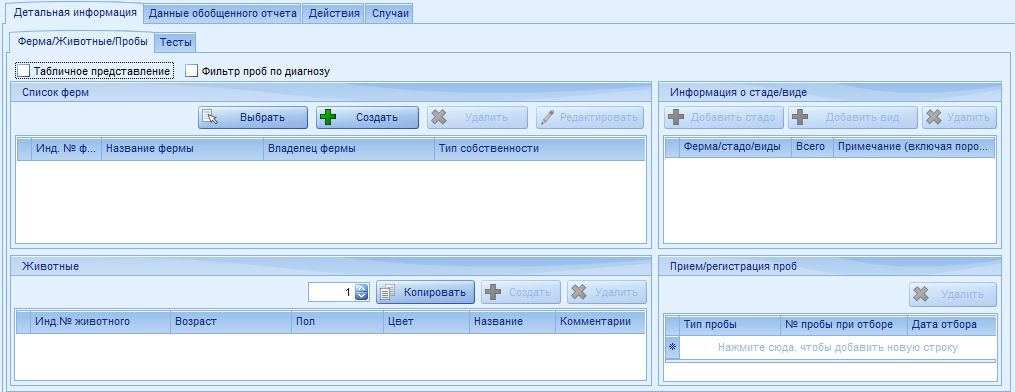 Детальная информация Данные обобщенного отчета Действия Случаи
Ферма/Животные/Пробы Тесты
Табличное представление Фильтр проб по диагнозу
Список ферм
Выбрать Создать Удалить Редактировать
Инд. № ф... Название фермы Владелец фермы Тип собственности
Информация о стаде/виде
Добавить стадо Добавить вид Удалить
Ферма/стадо/виды Всего Примечание (включая поро...
Животные
1 Копировать Создать Удалить
Инд.№ животного Возраст Пол Цвет Название Комментарии
Прием/регистрация проб
Удалить
Тип пробы № пробы при отборе Дата отбора
Нажмите сюда, чтобы добавить новую строку